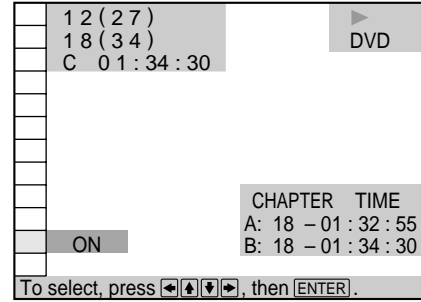 12(27)
18(34)
C 01:34:30
▶
DVD
CHAPTER TIME
A: 18 – 01 : 32 : 55
B: 18 – 01 : 34 : 30
ON
To select, press ←↑↓→, then ENTER.